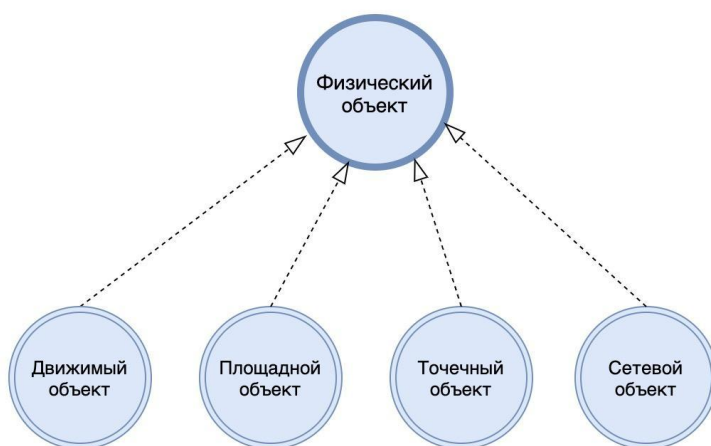 Физический
объект
Движимый
объект
Площадной
объект
Точечный
объект
Сетевой
объект